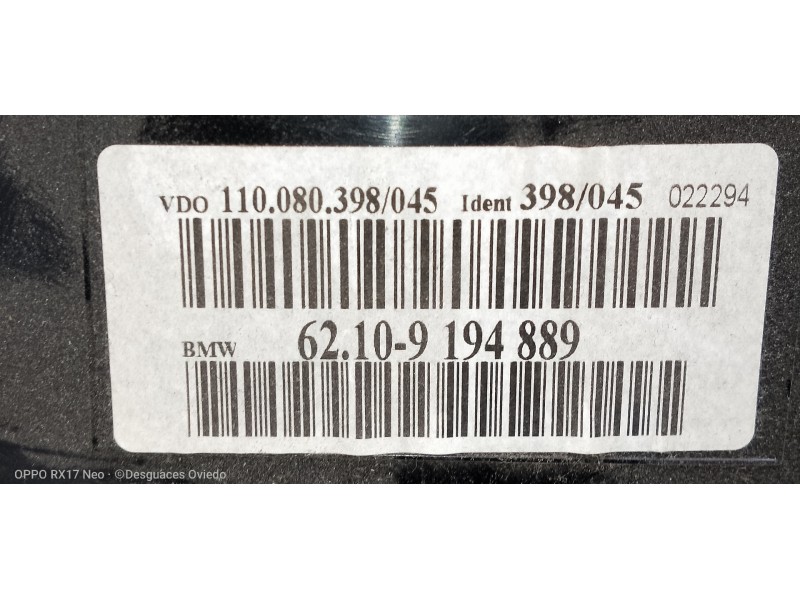 VDO 110.080.398/045 Ident 398/045 022294
BMW 62.10-9 194 889
OPPO RX17 Neo · ©Desguaces Oviedo